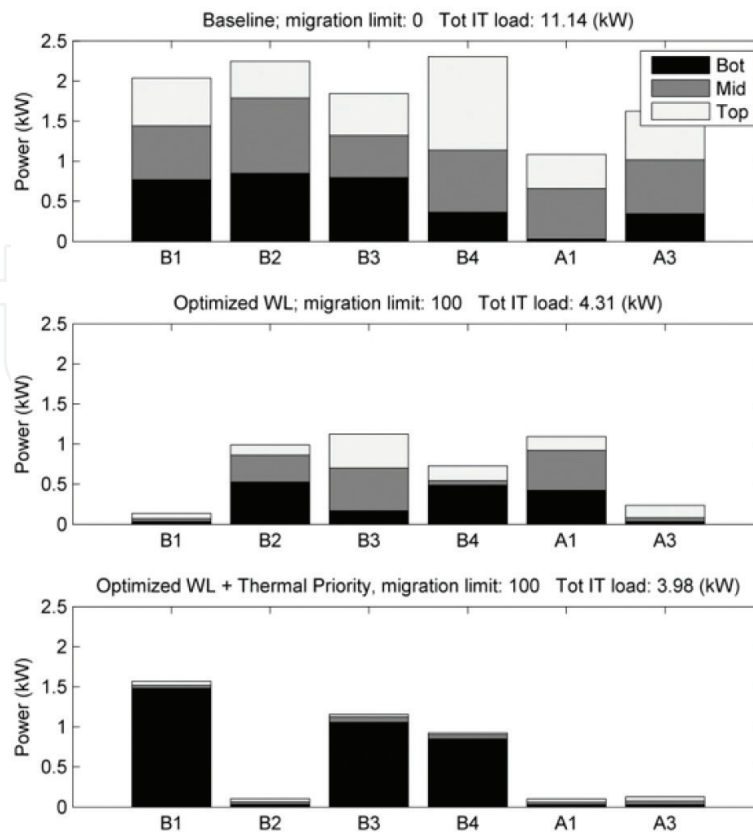 Baseline; migration limit: 0 Tot IT load: 11.14 (kW)
2.5
2
1.5
1
0.5
0
Power (kW)
Bot
Mid
Top
B1 B2 B3 B4 A1 A3
Optimized WL; migration limit: 100 Tot IT load: 4.31 (kW)
2.5
2
1.5
1
0.5
0
Power (kW)
B1 B2 B3 B4 A1 A3
Optimized WL + Thermal Priority, migration limit: 100 Tot IT load: 3.98 (kW)
2.5
2
1.5
1
0.5
0
Power (kW)
B1 B2 B3 B4 A1 A3